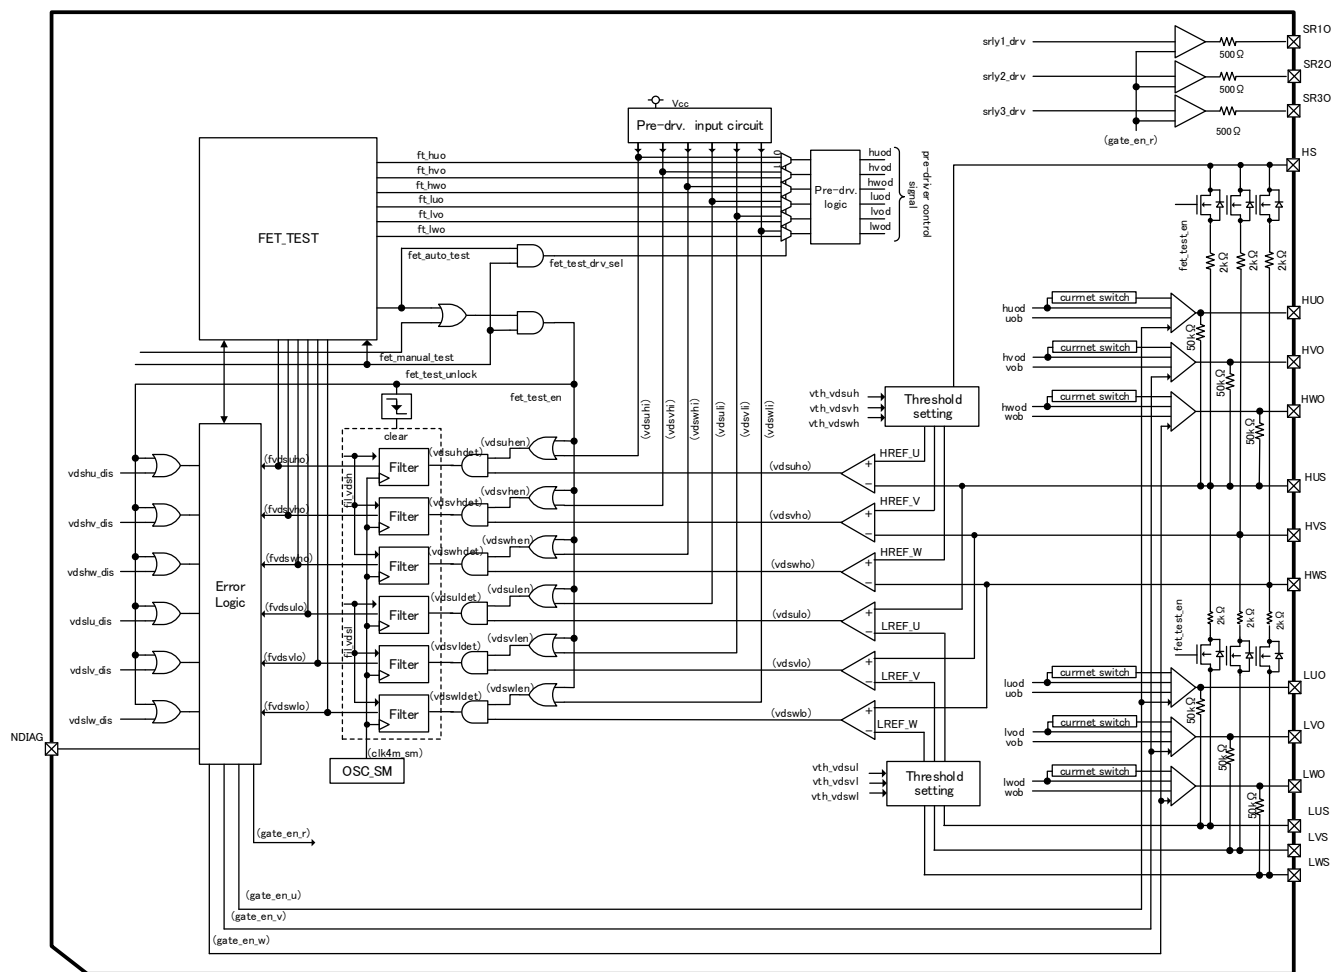 SR1O
srly1_drv
500Ω
SR2O
srly2_drv
500Ω
SR3O
srly3_drv
500Ω
(gate_en_r)
Vcc
Pre-drv. input circuit
HS
FET_TEST
ft_huo
ft_hvo
ft_hwo
ft_luo
ft_lvo
ft_lwo
0
1
Pre-drv.
logic
huod
hvod
hwod
luod
lvod
lwod
pre-driver control
signal
fet_auto_test
fet_test_drv_sel
fet_manual_test
fet_test_unlock
fet_test_en
fet_test_en
2kΩ
2kΩ
2kΩ
currnet switch
huod
uob
HUO
50kΩ
currnet switch
hvod
vob
HVO
50kΩ
currnet switch
hwod
wob
HWO
50kΩ
(vdsuhi)
(vdsvhi)
(vdswhi)
(vdsuli)
(vdsvli)
(vdswli)
vth_vdsuh
vth_vdsvh
vth_vdswh
Threshold
setting
clear
vdshu_dis
vdshv_dis
vdshw_dis
vdslu_dis
vdslv_dis
vdslw_dis
Error
Logic
(fvdsuho)
(fvdsvho)
(fvdswho)
(fvdsulo)
(fvdsvlo)
(fvdswlo)
fil_vdsh
fil_vdsl
Filter
Filter
Filter
Filter
Filter
Filter
(vdsuhdet)
(vdsvhdet)
(vdswhdet)
(vdsuldet)
(vdsvldet)
(vdswldet)
(vdsuhen)
(vdsvhen)
(vdswhen)
(vdsulen)
(vdsvlen)
(vdswlen)
(vdsuho)
(vdsvho)
(vdswho)
(vdsulo)
(vdsvlo)
(vdswlo)
HREF_U
HREF_V
HREF_W
LREF_U
LREF_V
LREF_W
+
−
+
−
+
−
+
−
+
−
+
−
HUS
HVS
HWS
fet_test_en
2kΩ
2kΩ
2kΩ
currnet switch
luod
uob
LUO
50kΩ
currnet switch
lvod
vob
LVO
50kΩ
currnet switch
lwod
wob
LWO
50kΩ
LUS
LVS
LWS
NDIAG
(clk4m_sm)
OSC_SM
vth_vdsul
vth_vdsvl
vth_vdswl
Threshold
setting
(gate_en_r)
(gate_en_u)
(gate_en_v)
(gate_en_w)